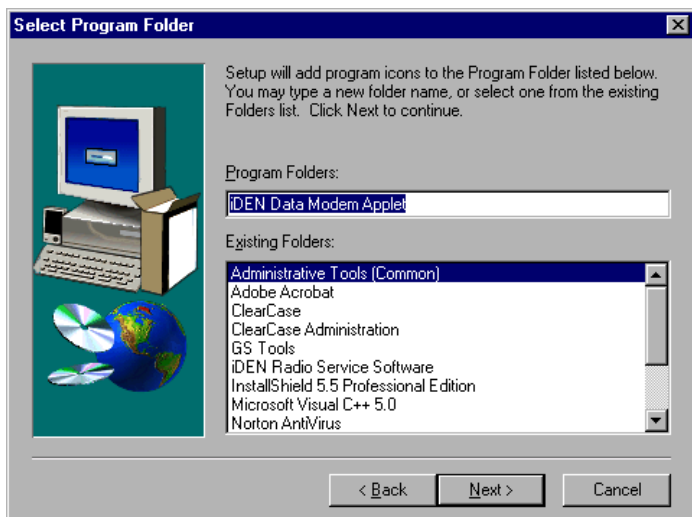 Select Program Folder
Setup will add program icons to the Program Folder listed below.
You may type a new folder name, or select one from the existing
Folders list. Click Next to continue.
Program Folders:
iDEN Data Modem Applet
Existing Folders:
Administrative Tools (Common)
Adobe Acrobat
ClearCase
ClearCase Administration
GS Tools
iDEN Radio Service Software
InstallShield 5.5 Professional Edition
Microsoft Visual C++ 5.0
Norton AntiVirus
< Back
Next >
Cancel